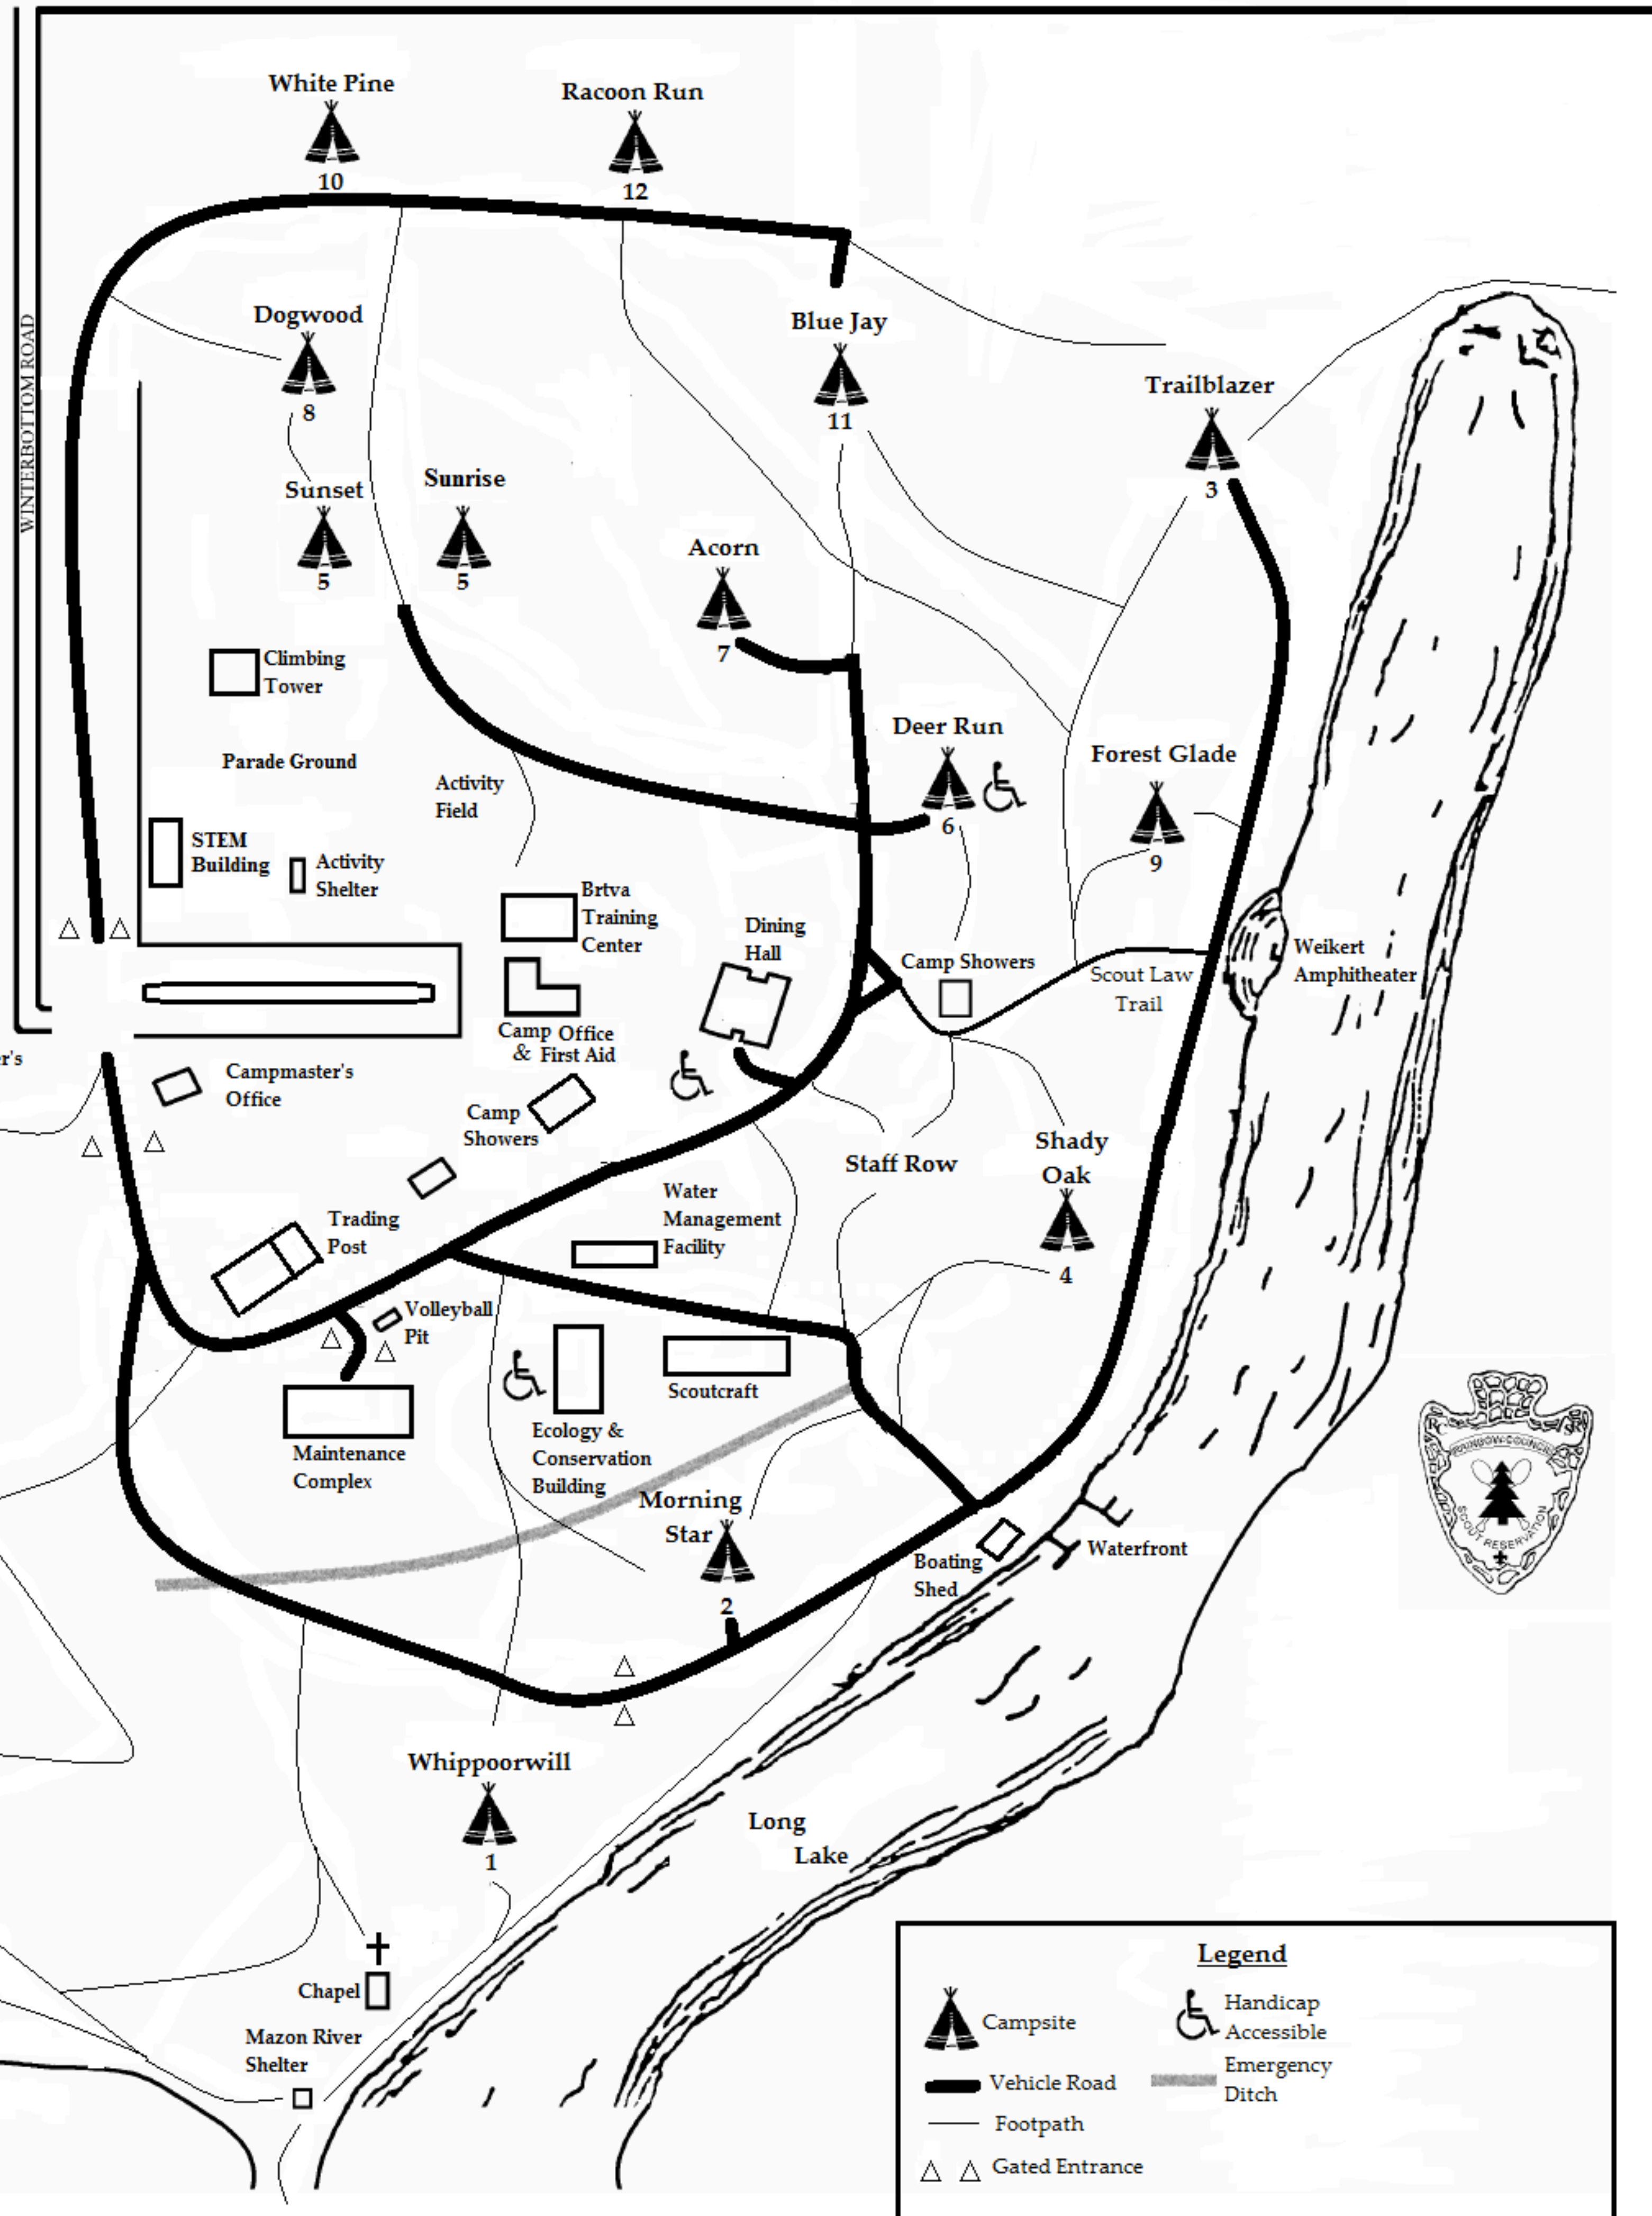 White Pine
10
Racoon Run
12
WINTERBOTTOM ROAD
Dogwood
8
Blue Jay
11
Trailblazer
3
Sunset
5
Sunrise
5
Acorn
7
Climbing
Tower
Parade Ground
Activity
Field
Deer Run
6
Forest Glade
9
STEM
Building
Activity
Shelter
Brtva
Training
Center
Dining
Hall
Camp Showers
Scout Law
Trail
Weikert
Amphitheater
Camp Office
& First Aid
r's
Campmaster's
Office
Camp
Showers
Staff Row
Shady
Oak
4
Water
Management
Facility
Trading
Post
Volleyball
Pit
Maintenance
Complex
Ecology &
Conservation
Building
Scoutcraft
Morning
Star
2
Boating
Shed
Waterfront
RAINBOW COUNCIL
SCOUT RESERVATION
Whippoorwill
1
Long
Lake
Chapel
Mazon River
Shelter
Legend
Campsite
Handicap
Accessible
Vehicle Road
Emergency
Ditch
Footpath
Gated Entrance